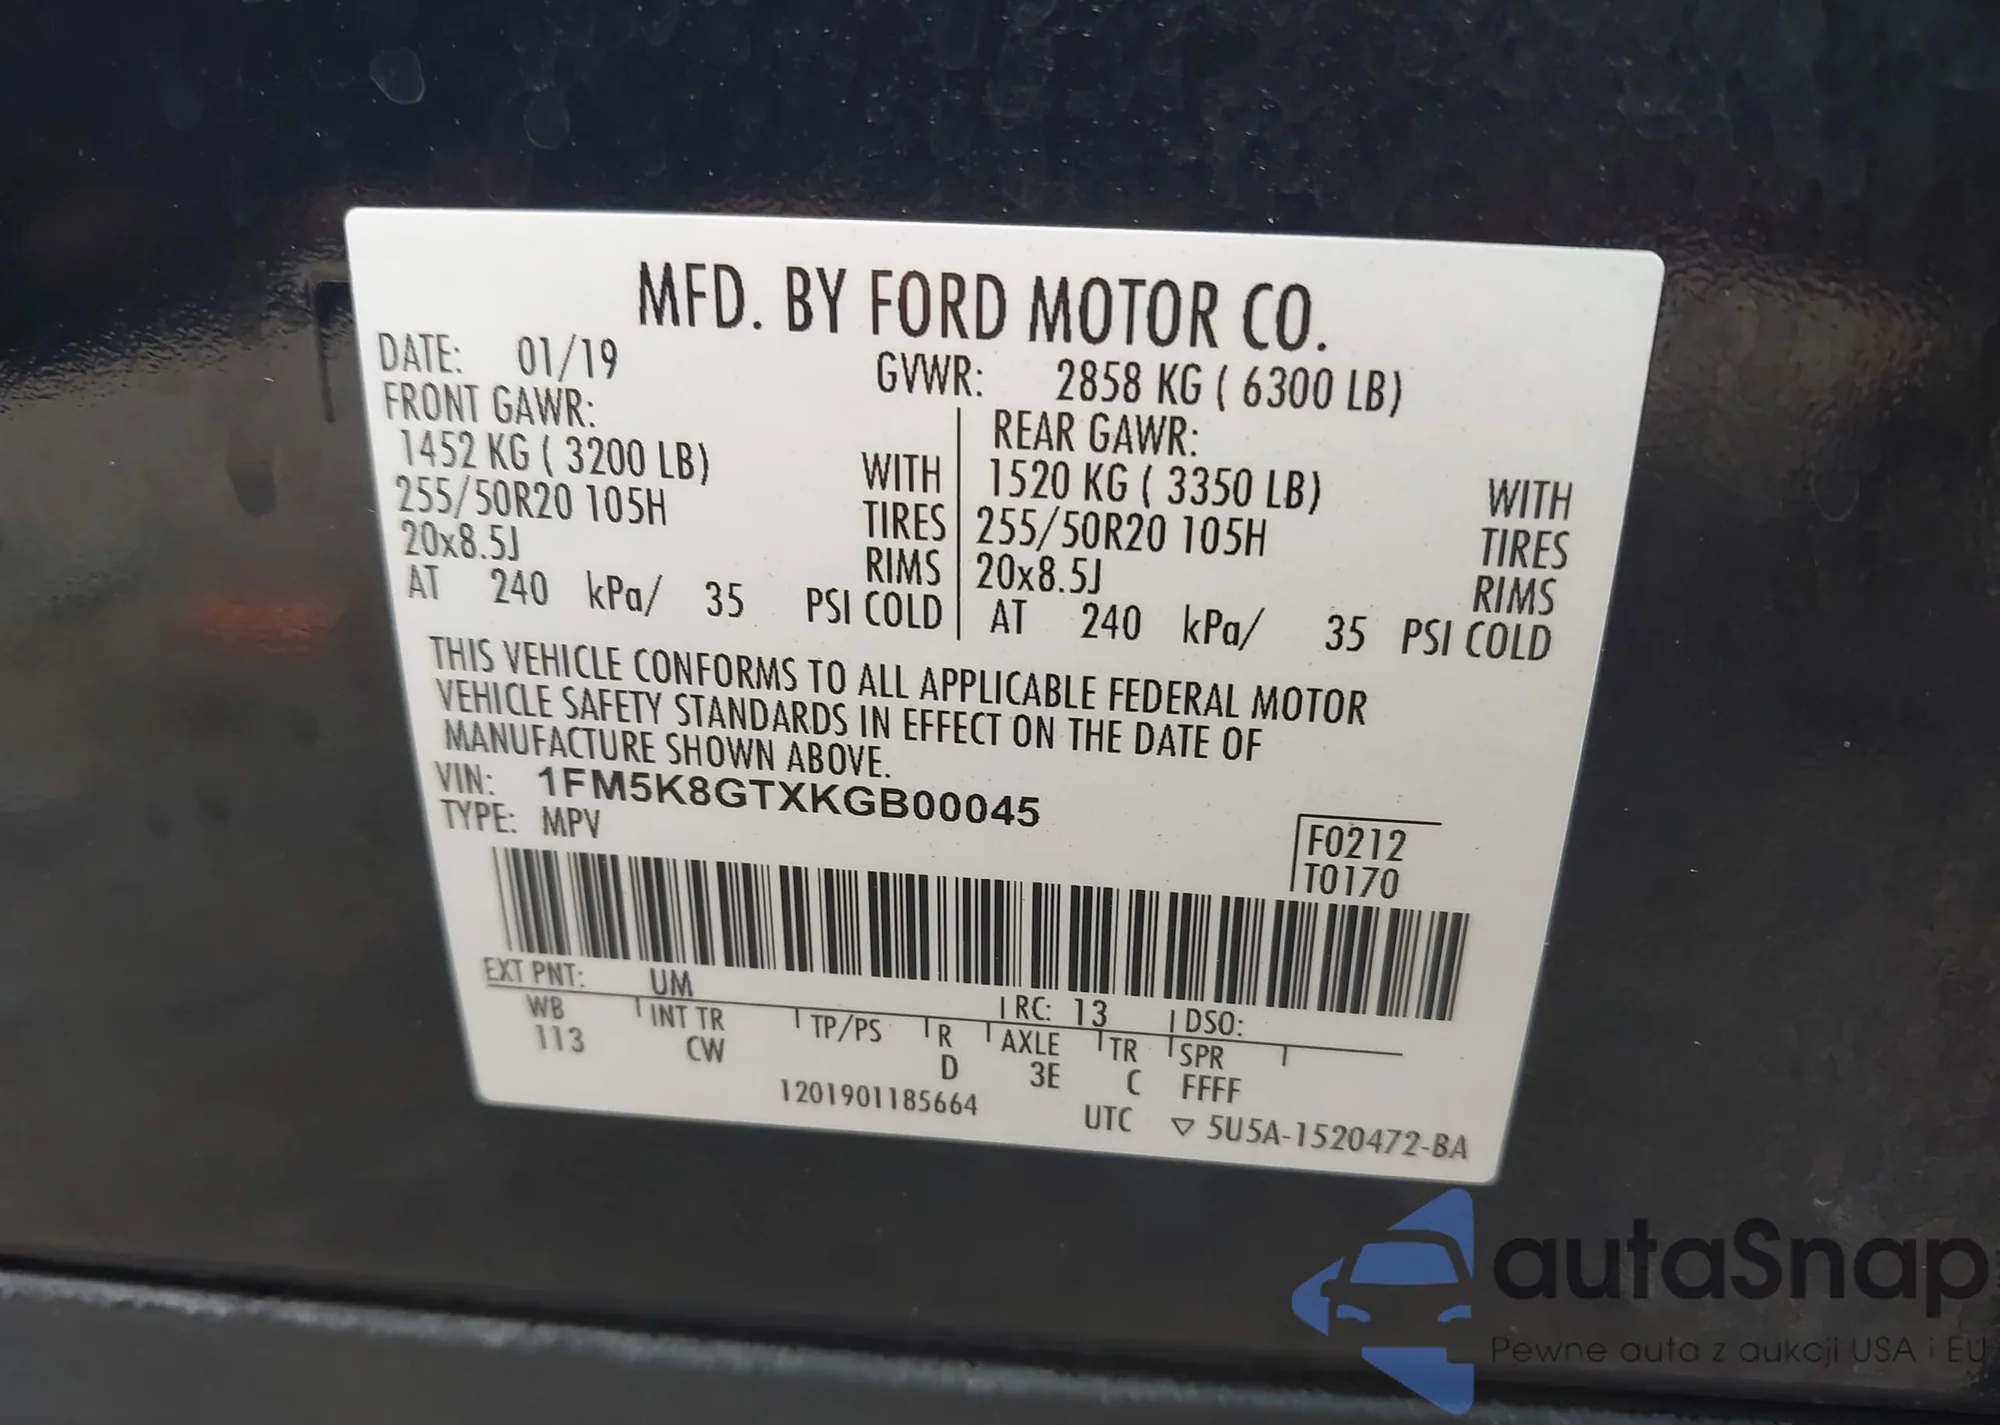 MFD. BY FORD MOTOR CO.
DATE: 01/19 GVWR: 2858 KG ( 6300 LB)
FRONT GAWR: REAR GAWR:
1452 KG ( 3200 LB) WITH 1520 KG ( 3350 LB) WITH
255/50R20 105H TIRES 255/50R20 105H TIRES
20x8.5J RIMS 20x8.5J RIMS
AT 240 kPa/ 35 PSI COLD AT 240 kPa/ 35 PSI COLD
THIS VEHICLE CONFORMS TO ALL APPLICABLE FEDERAL MOTOR
VEHICLE SAFETY STANDARDS IN EFFECT ON THE DATE OF
MANUFACTURE SHOWN ABOVE.
VIN: 1FM5K8GTXKGB00045
TYPE: MPV
F0212
T0170
EXT PNT: UM RC: 13 DSO:
WB INT TR TP/PS R AXLE TR SPR
113 CW D 3E C FFFF
1201901185664 UTC ▽ 5U5A-1520472-BA
autaSnap
Pewne auta z aukcji USA i EU